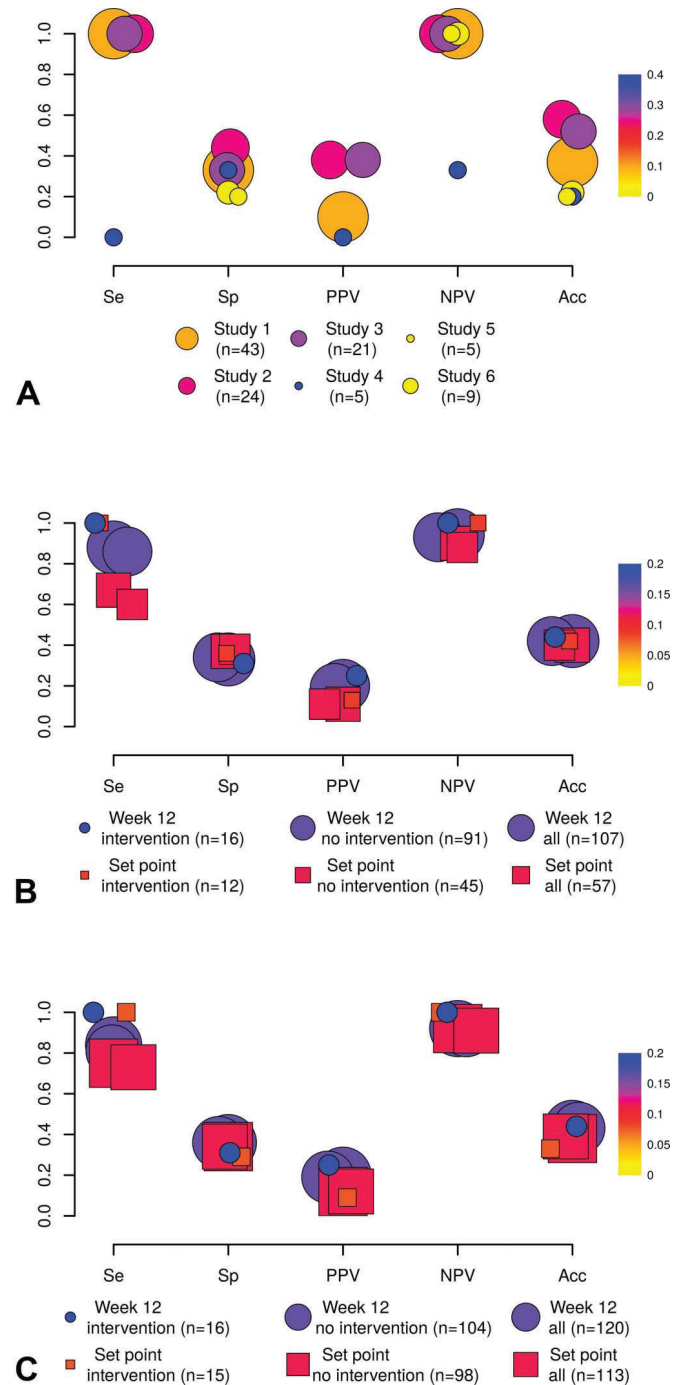 1.0
0.8
0.6
0.4
0.2
0.0
0.4
0.3
0.2
0.1
0
Se Sp PPV NPV Acc
Study 1 Study 3 Study 5
(n=43) (n=21) (n=5)
Study 2 Study 4 Study 6
(n=24) (n=5) (n=9)
A
1.0
0.8
0.6
0.4
0.2
0.0
0.2
0.15
0.1
0.05
0
Se Sp PPV NPV Acc
Week 12 Week 12 Week 12
intervention (n=16) no intervention (n=91) all (n=107)
Set point Set point Set point
intervention (n=12) no intervention (n=45) all (n=57)
B
1.0
0.8
0.6
0.4
0.2
0.0
0.2
0.15
0.1
0.05
0
Se Sp PPV NPV Acc
Week 12 Week 12 Week 12
intervention (n=16) no intervention (n=104) all (n=120)
Set point Set point Set point
intervention (n=15) no intervention (n=98) all (n=113)
C